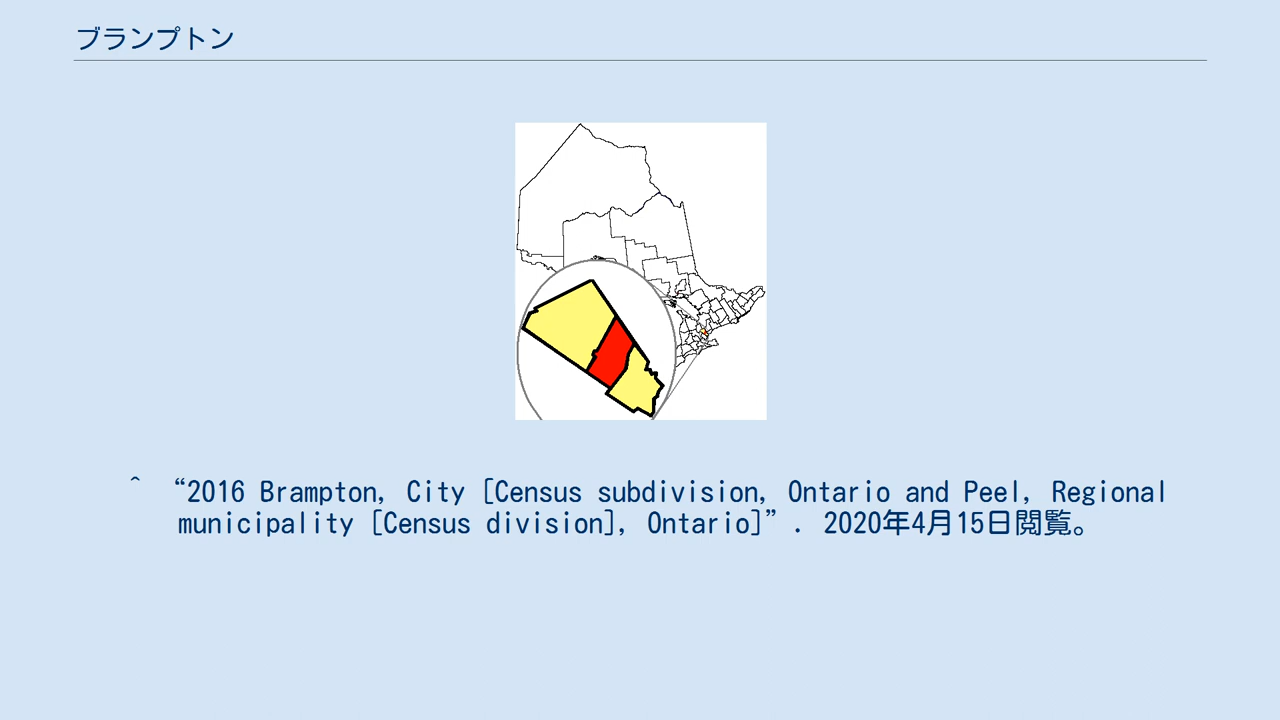 ブランプトン
^ “2016 Brampton, City [Census subdivision, Ontario and Peel, Regional
municipality [Census division], Ontario]”. 2020年4月15日閲覧。